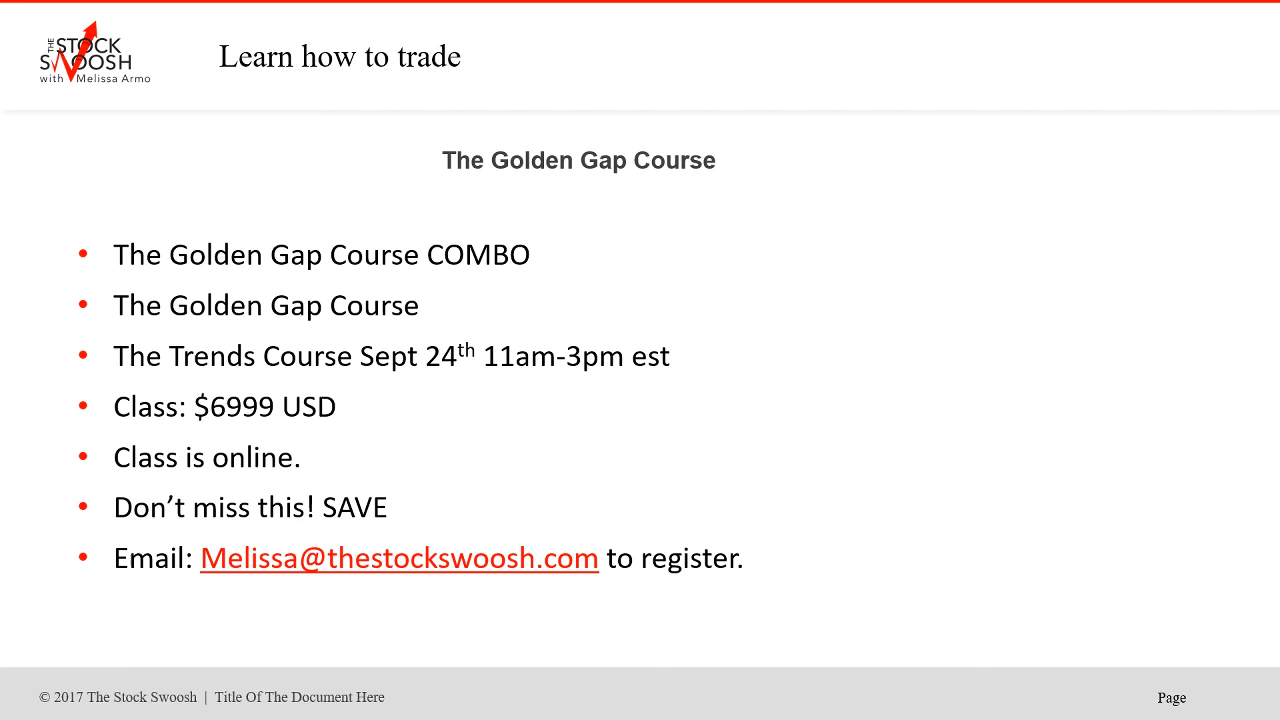 THE STOCK
SWOOSH
with Melissa Armo
Learn how to trade
The Golden Gap Course
• The Golden Gap Course COMBO
• The Golden Gap Course
• The Trends Course Sept 24th 11am-3pm est
• Class: $6999 USD
• Class is online.
• Don’t miss this! SAVE
• Email: Melissa@thestockswoosh.com to register.
© 2017 The Stock Swoosh | Title Of The Document Here
Page